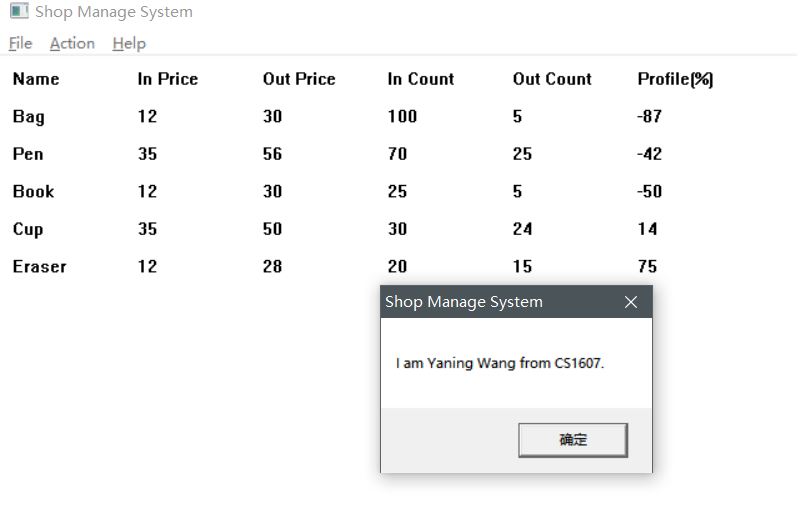 Shop Manage System
File Action Help
Name In Price Out Price In Count Out Count Profile(%)
Bag 12 30 100 5 -87
Pen 35 56 70 25 -42
Book 12 30 25 5 -50
Cup 35 50 30 24 14
Eraser 12 28 20 15 75
Shop Manage System
I am Yaning Wang from CS1607.
确定